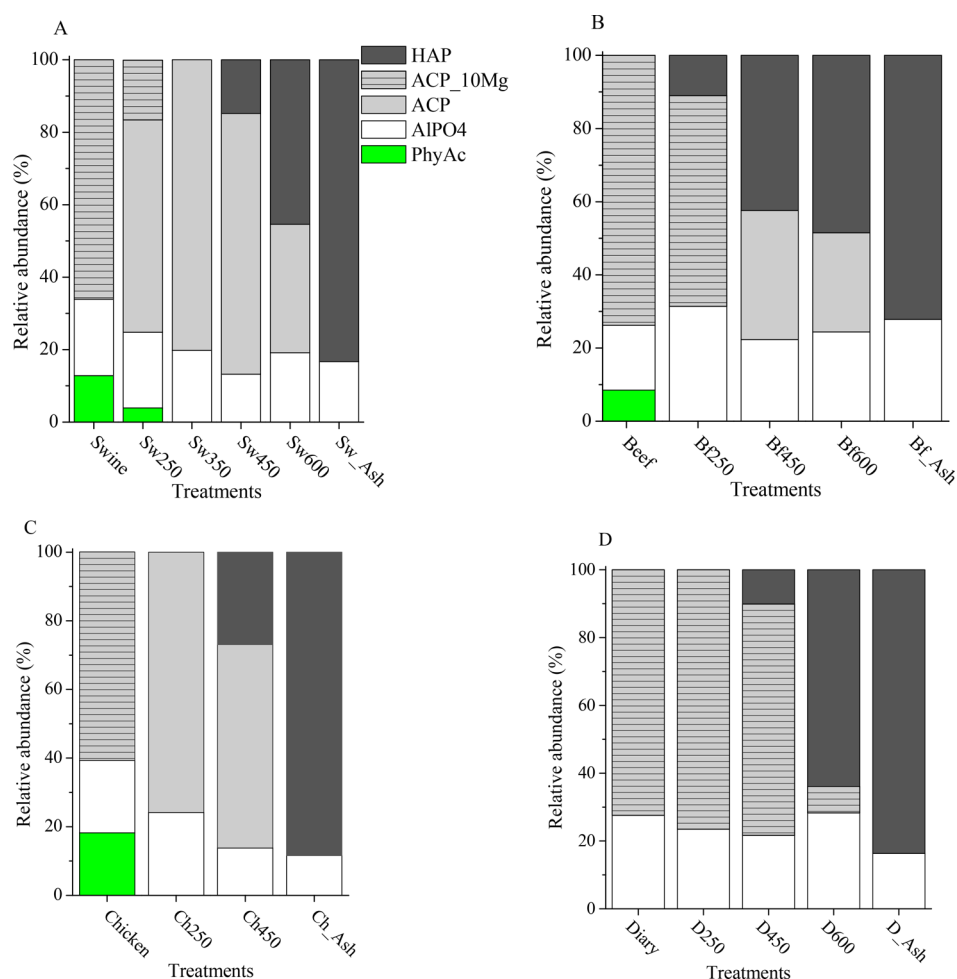 A
Relative abundance (%)
100
80
60
40
20
0
Swine
Sw250
Sw350
Sw450
Sw600
Sw_Ash
Treatments
HAP
ACP_10Mg
ACP
AlPO4
PhyAc
B
Relative abundance (%)
100
80
60
40
20
0
Beef
Bf250
Bf450
Bf600
Bf_Ash
Treatments
C
Relative abundance (%)
100
80
60
40
20
0
Chicken
Ch250
Ch450
Ch_Ash
Treatments
D
Relative abundance (%)
100
80
60
40
20
0
Diary
D250
D450
D600
D_Ash
Treatments